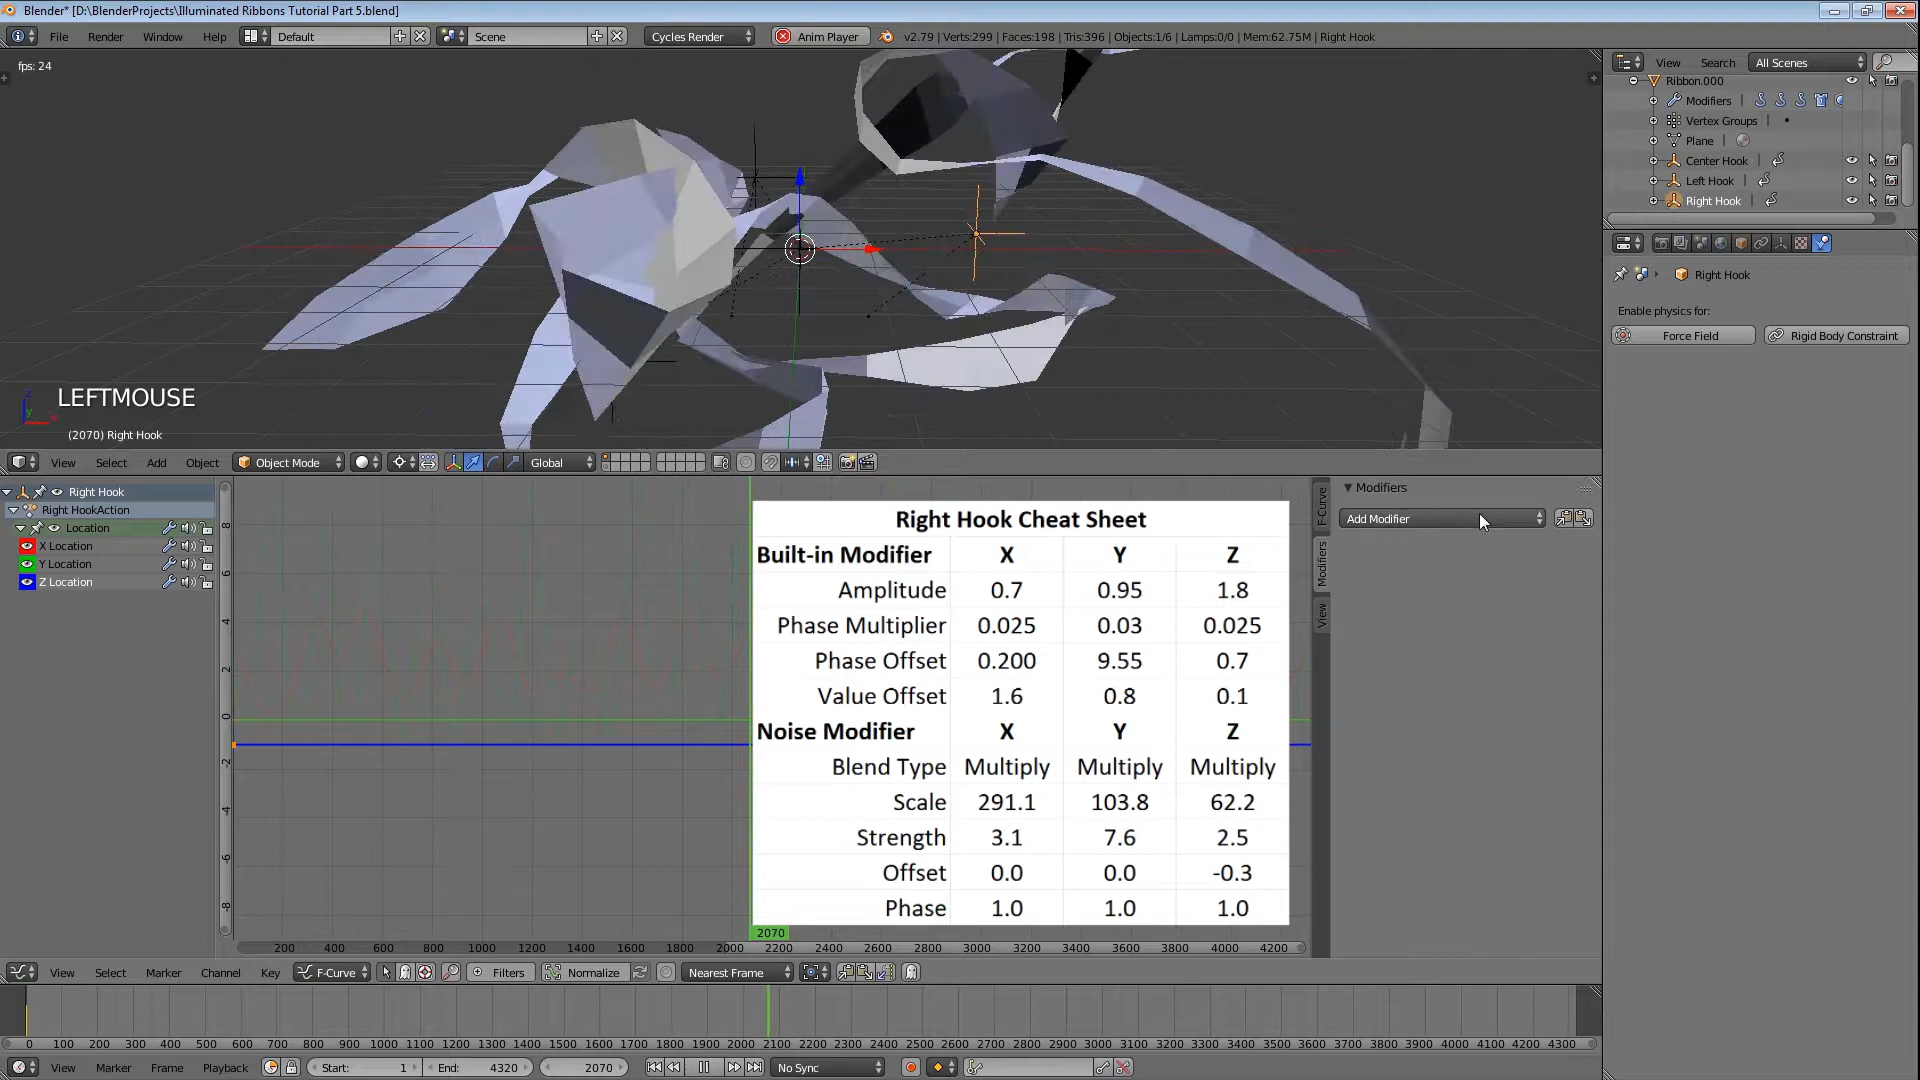 Blender* [D:\BlenderProjects\Illuminated Ribbons Tutorial Part 5.blend]
File Render Window Help Default Scene Cycles Render Anim Player v2.79 | Verts:299 | Faces:198 | Tris:396 | Objects:1/6 | Lamps:0/0 | Mem:62.75M | Right Hook
fps: 24
LEFTMOUSE
(2070) Right Hook
View Select Add Object Object Mode Global
View Search All Scenes
Ribbon.000
Modifiers
Vertex Groups
Plane
Center Hook
Left Hook
Right Hook
Right Hook
Enable physics for:
Force Field Rigid Body Constraint
Right Hook
Right HookAction
Location
X Location
Y Location
Z Location
8
6
4
2
0
-2
-4
-6
-8
Right Hook Cheat Sheet
Built-in Modifier X Y Z
Amplitude 0.7 0.95 1.8
Phase Multiplier 0.025 0.03 0.025
Phase Offset 0.200 9.55 0.7
Value Offset 1.6 0.8 0.1
Noise Modifier X Y Z
Blend Type Multiply Multiply Multiply
Scale 291.1 103.8 62.2
Strength 3.1 7.6 2.5
Offset 0.0 0.0 -0.3
Phase 1.0 1.0 1.0
2070
200 400 600 800 1000 1200 1400 1600 1800 2000 2200 2400 2600 2800 3000 3200 3400 3600 3800 4000 4200
F-Curve
Modifiers
View
Modifiers
Add Modifier
View Select Marker Channel Key F-Curve Filters Normalize Nearest Frame
0 100 200 300 400 500 600 700 800 900 1000 1100 1200 1300 1400 1500 1600 1700 1800 1900 2000 2100 2200 2300 2400 2500 2600 2700 2800 2900 3000 3100 3200 3300 3400 3500 3600 3700 3800 3900 4000 4100 4200 4300
View Marker Frame Playback Start: 1 End: 4320 2070 No Sync